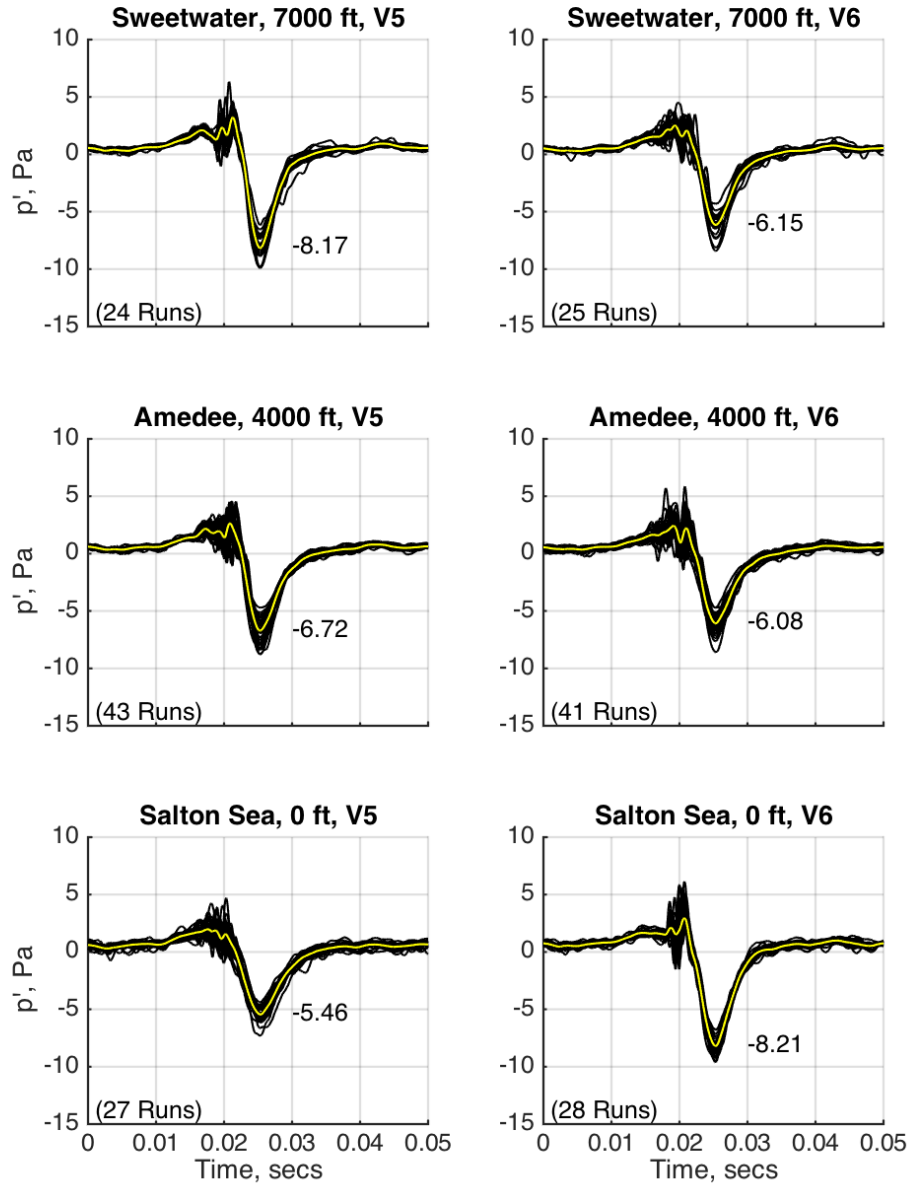 Sweetwater, 7000 ft, V5
10
5
0
-5
-10
-15
p', Pa
-8.17
(24 Runs)
Sweetwater, 7000 ft, V6
10
5
0
-5
-10
-15
-6.15
(25 Runs)
Amedee, 4000 ft, V5
10
5
0
-5
-10
-15
p', Pa
-6.72
(43 Runs)
Amedee, 4000 ft, V6
10
5
0
-5
-10
-15
-6.08
(41 Runs)
Salton Sea, 0 ft, V5
10
5
0
-5
-10
-15
p', Pa
-5.46
(27 Runs)
0 0.01 0.02 0.03 0.04 0.05
Time, secs
Salton Sea, 0 ft, V6
10
5
0
-5
-10
-15
-8.21
(28 Runs)
0 0.01 0.02 0.03 0.04 0.05
Time, secs